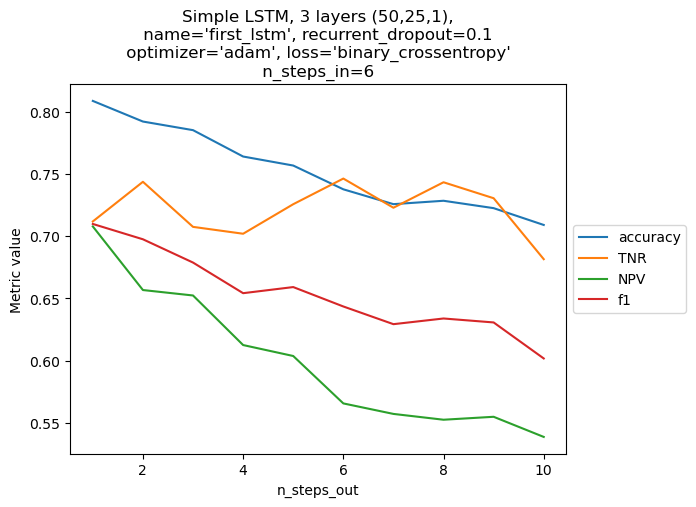 Simple LSTM, 3 layers (50,25,1),
name='first_lstm', recurrent_dropout=0.1
optimizer='adam', loss='binary_crossentropy'
n_steps_in=6
0.80
0.75
0.70
0.65
0.60
0.55
Metric value
2
4
6
8
10
n_steps_out
accuracy
TNR
NPV
f1